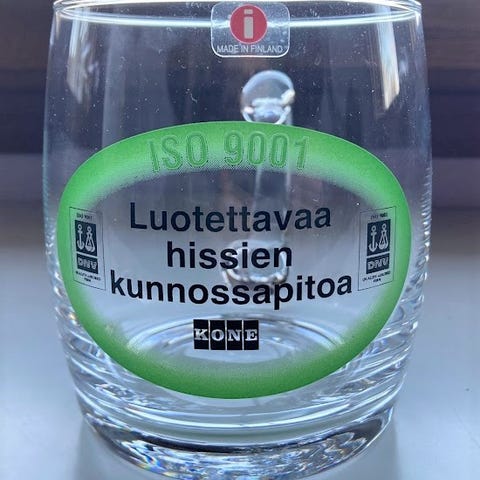 i
MADE IN FINLAND
ISO 9001
Luotettavaa
hissien
kunnossapitoa
DNV
DNV
KONE